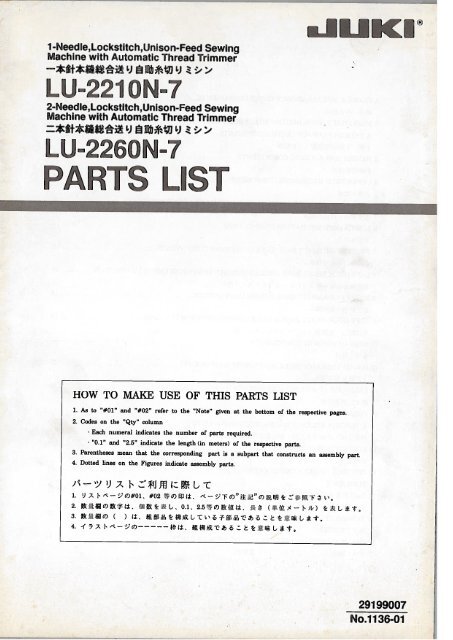 JUKI®
1-Needle,Lockstitch,Unison-Feed Sewing
Machine with Automatic Thread Trimmer
一本針本縫総合送り自動糸切りミシン
LU-2210N-7
2-Needle,Lockstitch,Unison-Feed Sewing
Machine with Automatic Thread Trimmer
二本針本縫総合送り自動糸切りミシン
LU-2260N-7
PARTS LIST
HOW TO MAKE USE OF THIS PARTS LIST
1. As to "#01" and "#02" refer to the "Note" given at the bottom of the respective pages.
2. Codes on the "Qty" column
· Each numeral indicates the number of parts required.
· "0.1" and "2.5" indicate the length (in meters) of the respective parts.
3. Parentheses mean that the corresponding part is a subpart that constructs an assembly part.
4. Dotted lines on the Figures indicate assembly parts.
パーツリストご利用に際して
1. リストページの#01, #02 等の印は、ページ下の"注記"の説明をご参照下さい。
2. 数量欄の数字は、個数を表し、0.1, 2.5等の数値は、長さ (単位メートル) を表します。
3. 数量欄の ( ) は、組部品を構成している子部品であることを意味します。
4. イラストページの-----枠は、組構成であることを意味します。
29199007
No.1136-01